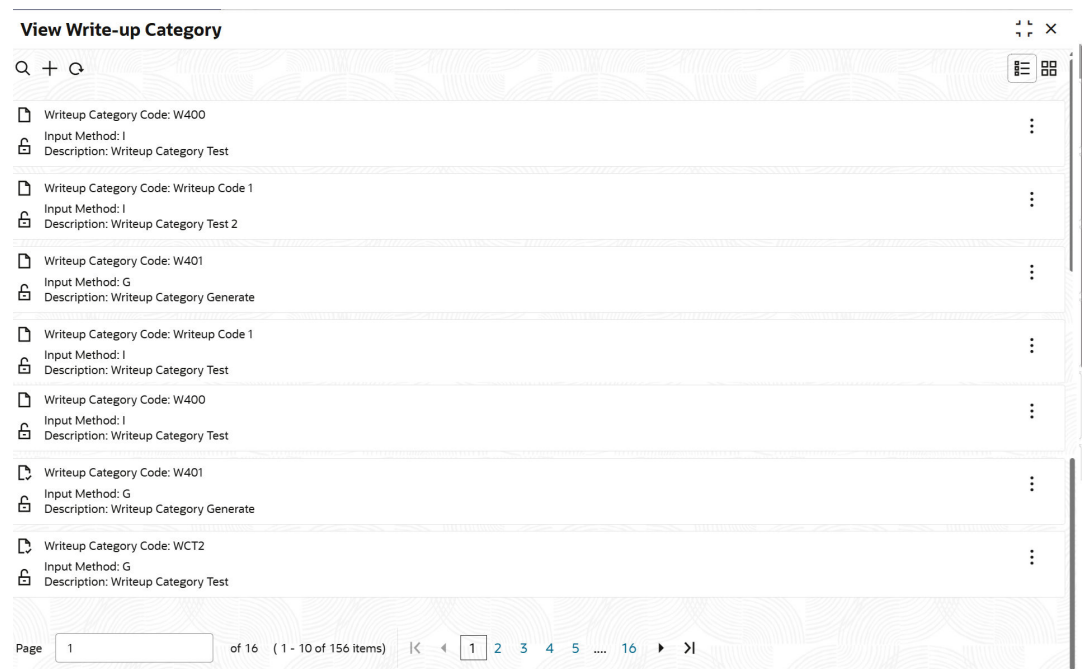 View Write-up Category
Writeup Category Code: W400
Input Method: I
Description: Writeup Category Test
Writeup Category Code: Writeup Code 1
Input Method: I
Description: Writeup Category Test 2
Writeup Category Code: W401
Input Method: G
Description: Writeup Category Generate
Writeup Category Code: Writeup Code 1
Input Method: I
Description: Writeup Category Test
Writeup Category Code: W400
Input Method: I
Description: Writeup Category Test
Writeup Category Code: W401
Input Method: G
Description: Writeup Category Generate
Writeup Category Code: WCT2
Input Method: G
Description: Writeup Category Test
Page 1 of 16 ( 1 - 10 of 156 items) 1 2 3 4 5 .... 16